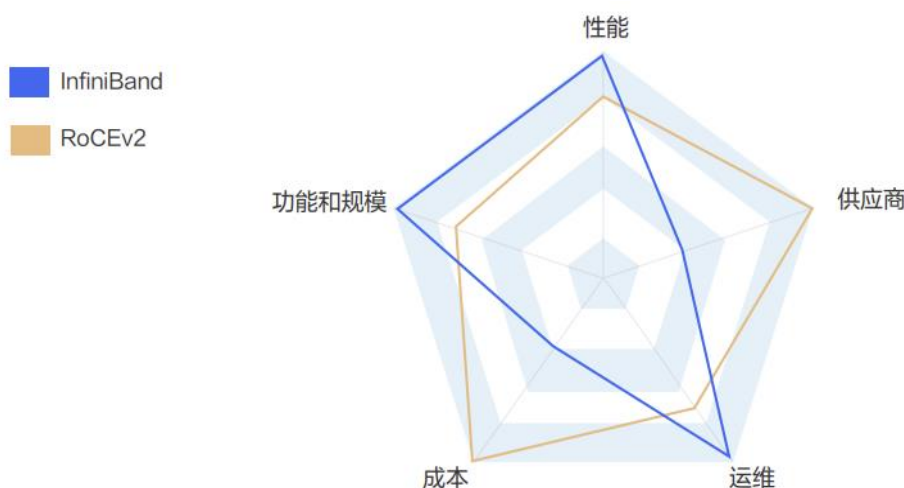 性能
InfiniBand
RoCEv2
功能和规模
供应商
成本
运维